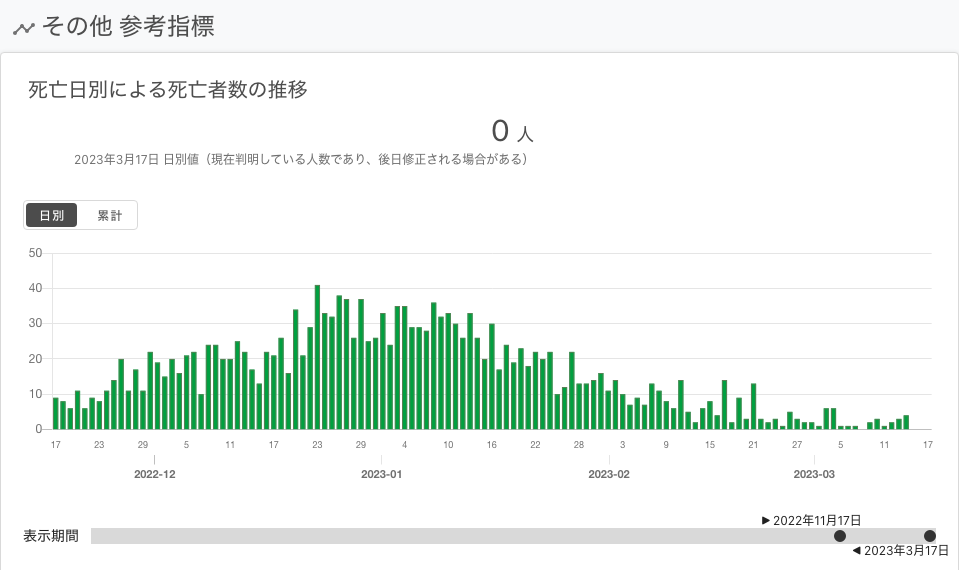 その他 参考指標
死亡日別による死亡者数の推移
0 人
2023年3月17日 日別値（現在判明している人数であり、後日修正される場合がある）
日別 累計
50
40
30
20
10
0
17 23 29 5 11 17 23 29 4 10 16 22 28 3 9 15 21 27 5 11 17
2022-12 2023-01 2023-02 2023-03
▶ 2022年11月17日
表示期間
◀ 2023年3月17日